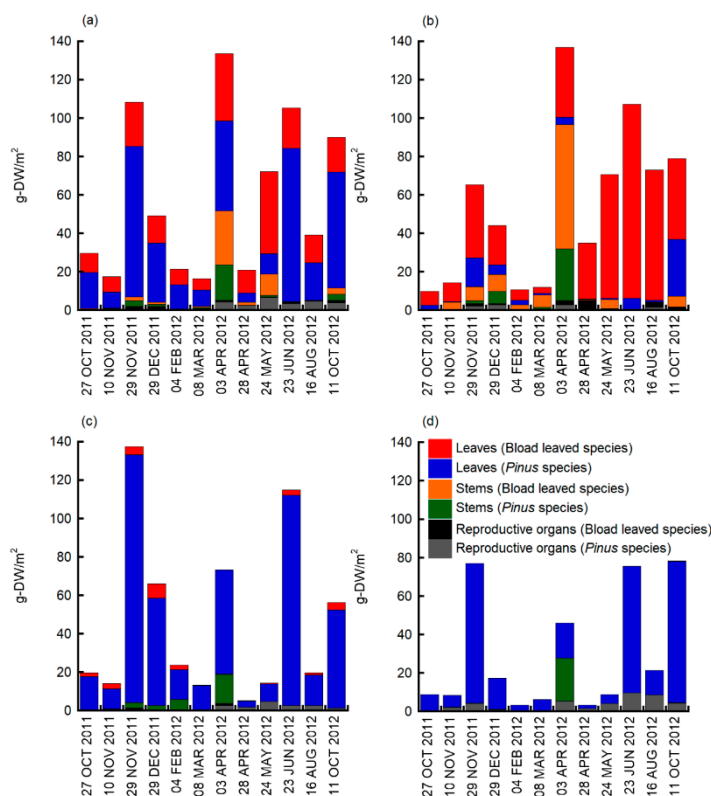 (a)
140
120
100
80
60
40
20
0
g-DW/m²
27 OCT 2011
10 NOV 2011
29 NOV 2011
29 DEC 2011
04 FEB 2012
08 MAR 2012
03 APR 2012
28 APR 2012
24 MAY 2012
23 JUN 2012
16 AUG 2012
11 OCT 2012
(b)
140
120
100
80
60
40
20
0
g-DW/m²
27 OCT 2011
10 NOV 2011
29 NOV 2011
29 DEC 2011
04 FEB 2012
08 MAR 2012
03 APR 2012
28 APR 2012
24 MAY 2012
23 JUN 2012
16 AUG 2012
11 OCT 2012
(c)
140
120
100
80
60
40
20
0
g-DW/m²
27 OCT 2011
10 NOV 2011
29 NOV 2011
29 DEC 2011
04 FEB 2012
08 MAR 2012
03 APR 2012
28 APR 2012
24 MAY 2012
23 JUN 2012
16 AUG 2012
11 OCT 2012
(d)
140
120
100
80
60
40
20
0
g-DW/m²
Leaves (Bload leaved species)
Leaves (Pinus species)
Stems (Bload leaved species)
Stems (Pinus species)
Reproductive organs (Bload leaved species)
Reproductive organs (Pinus species)
27 OCT 2011
10 NOV 2011
29 NOV 2011
29 DEC 2011
04 FEB 2012
08 MAR 2012
03 APR 2012
28 APR 2012
24 MAY 2012
23 JUN 2012
16 AUG 2012
11 OCT 2012